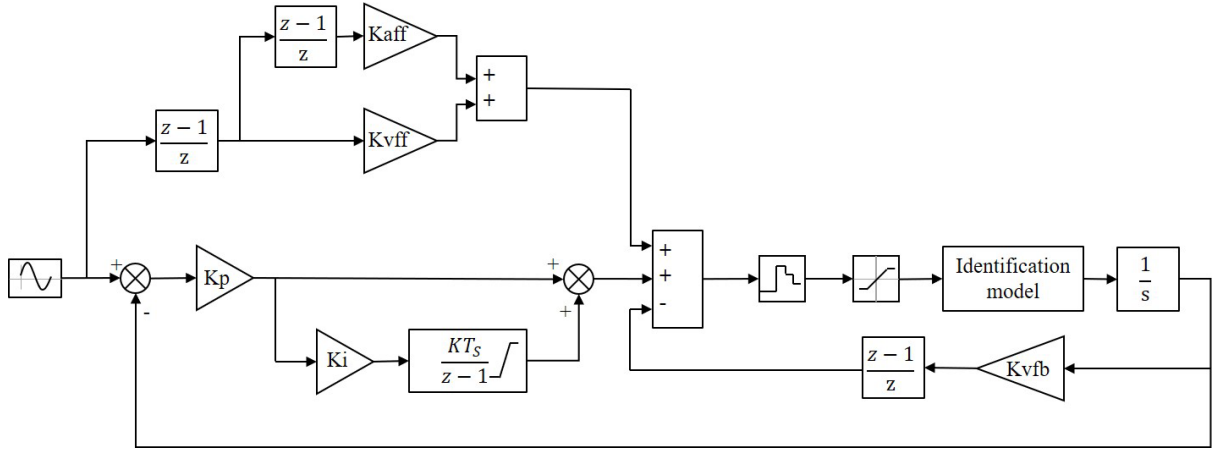 z − 1
z
Kaff
+
+
z − 1
z
Kvff
+
-
Kp
+
+
Ki
KT_S
z − 1
+
+
-
Identification
model
1
s
z − 1
z
Kvfb